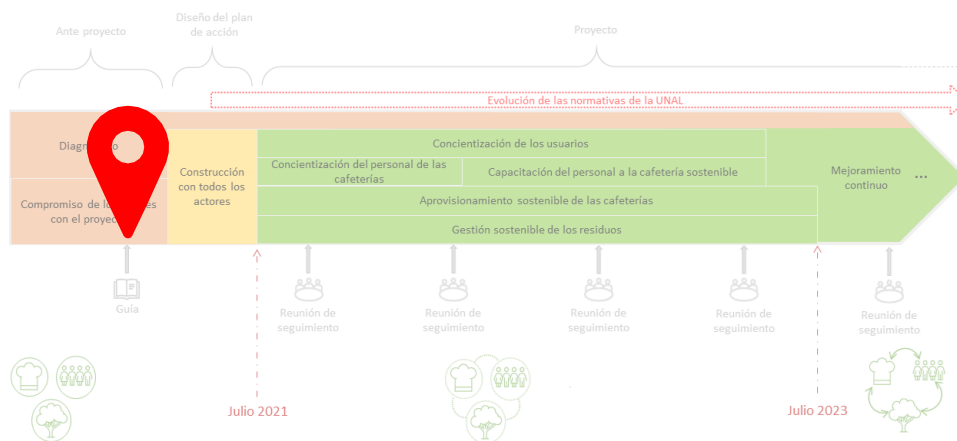 Ante proyecto
Diseño del plan
de acción
Proyecto
Evolución de las normativas de la UNAL
Compromiso de
con el
Construcción
con todos los
actores
Concientización de los usuarios
Concientización del personal de las
cafeterías
Capacitación del personal a la cafetería sostenible
Aprovisionamiento sostenible de las cafeterías
Gestión sostenible de los residuos
Mejoramiento
continuo
...
Guía
Reunión de
seguimiento
Reunión de
seguimiento
Reunión de
seguimiento
Reunión de
seguimiento
Reunión de
seguimiento
Julio 2021
Julio 2023